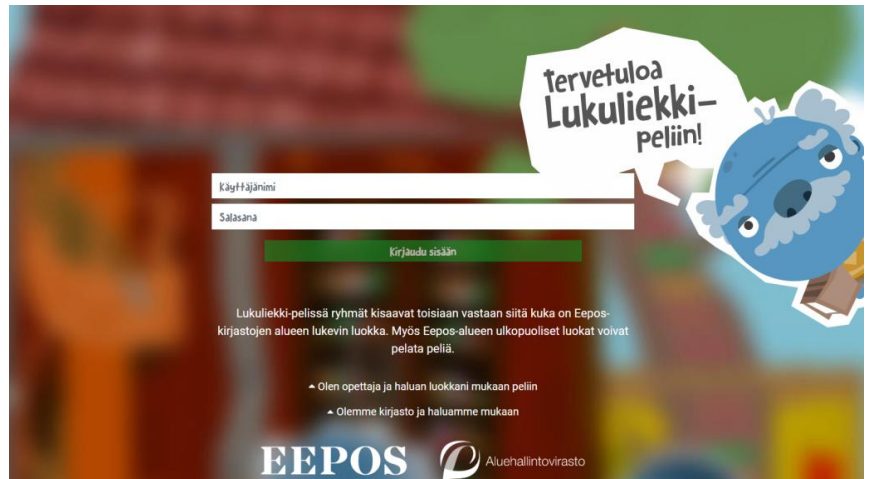 Tervetuloa
Lukuliekki-
peliin!
Käyttäjänimi
Salasana
Kirjaudu sisään
Lukuliekki-pelissä ryhmät kisaavat toisiaan vastaan siitä kuka on Eepos-
kirjastojen alueen lukevin luokka. Myös Eepos-alueen ulkopuoliset luokat voivat
pelata peliä.
Olen opettaja ja haluan luokkani mukaan peliin
Olemme kirjasto ja haluamme mukaan
EEPOS
Aluehallintovirasto